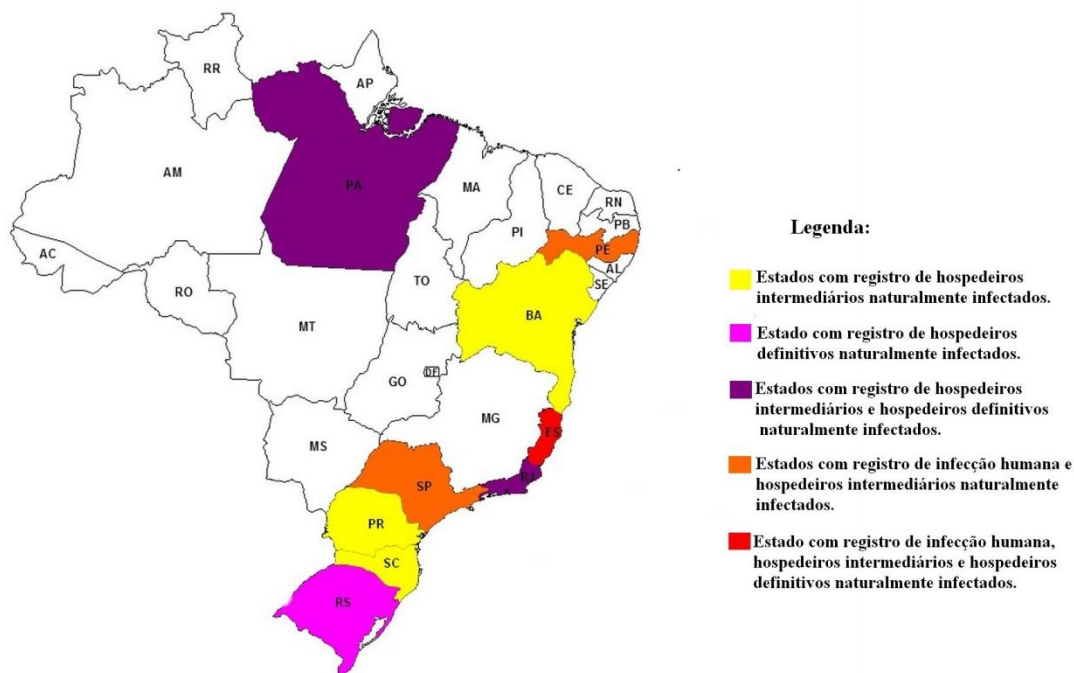 RR
AP
AM
PA
MA
CE
RN
PB
PI
PE
AL
SE
AC
RO
TO
BA
MT
GO
DF
MG
ES
MS
SP
RJ
PR
SC
RS
Legenda:
Estados com registro de hospedeiros
intermediários naturalmente infectados.
Estado com registro de hospedeiros
definitivos naturalmente infectados.
Estados com registro de hospedeiros
intermediários e hospedeiros definitivos
naturalmente infectados.
Estados com registro de infecção humana e
hospedeiros intermediários naturalmente
infectados.
Estado com registro de infecção humana,
hospedeiros intermediários e hospedeiros
definitivos naturalmente infectados.